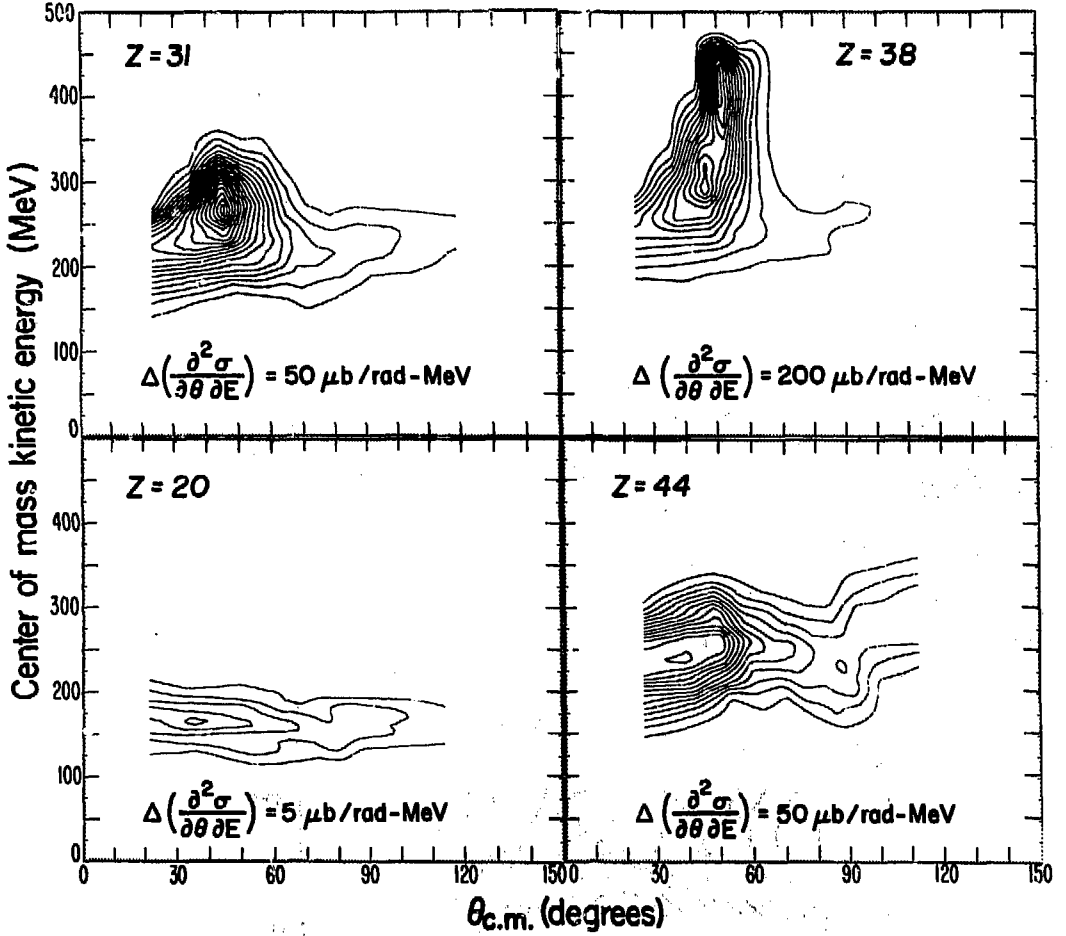 Center of mass kinetic energy (MeV)
500
400
300
200
100
0
Z = 31
Δ(∂²σ/∂θ ∂E) = 50 μb/rad-MeV
Z = 38
Δ(∂²σ/∂θ ∂E) = 200 μb/rad-MeV
400
300
200
100
0
Z = 20
Δ(∂²σ/∂θ ∂E) = 5 μb/rad-MeV
Z = 44
Δ(∂²σ/∂θ ∂E) = 50 μb/rad-MeV
0 30 60 90 120 150 0 30 60 90 120 150
θc.m. (degrees)